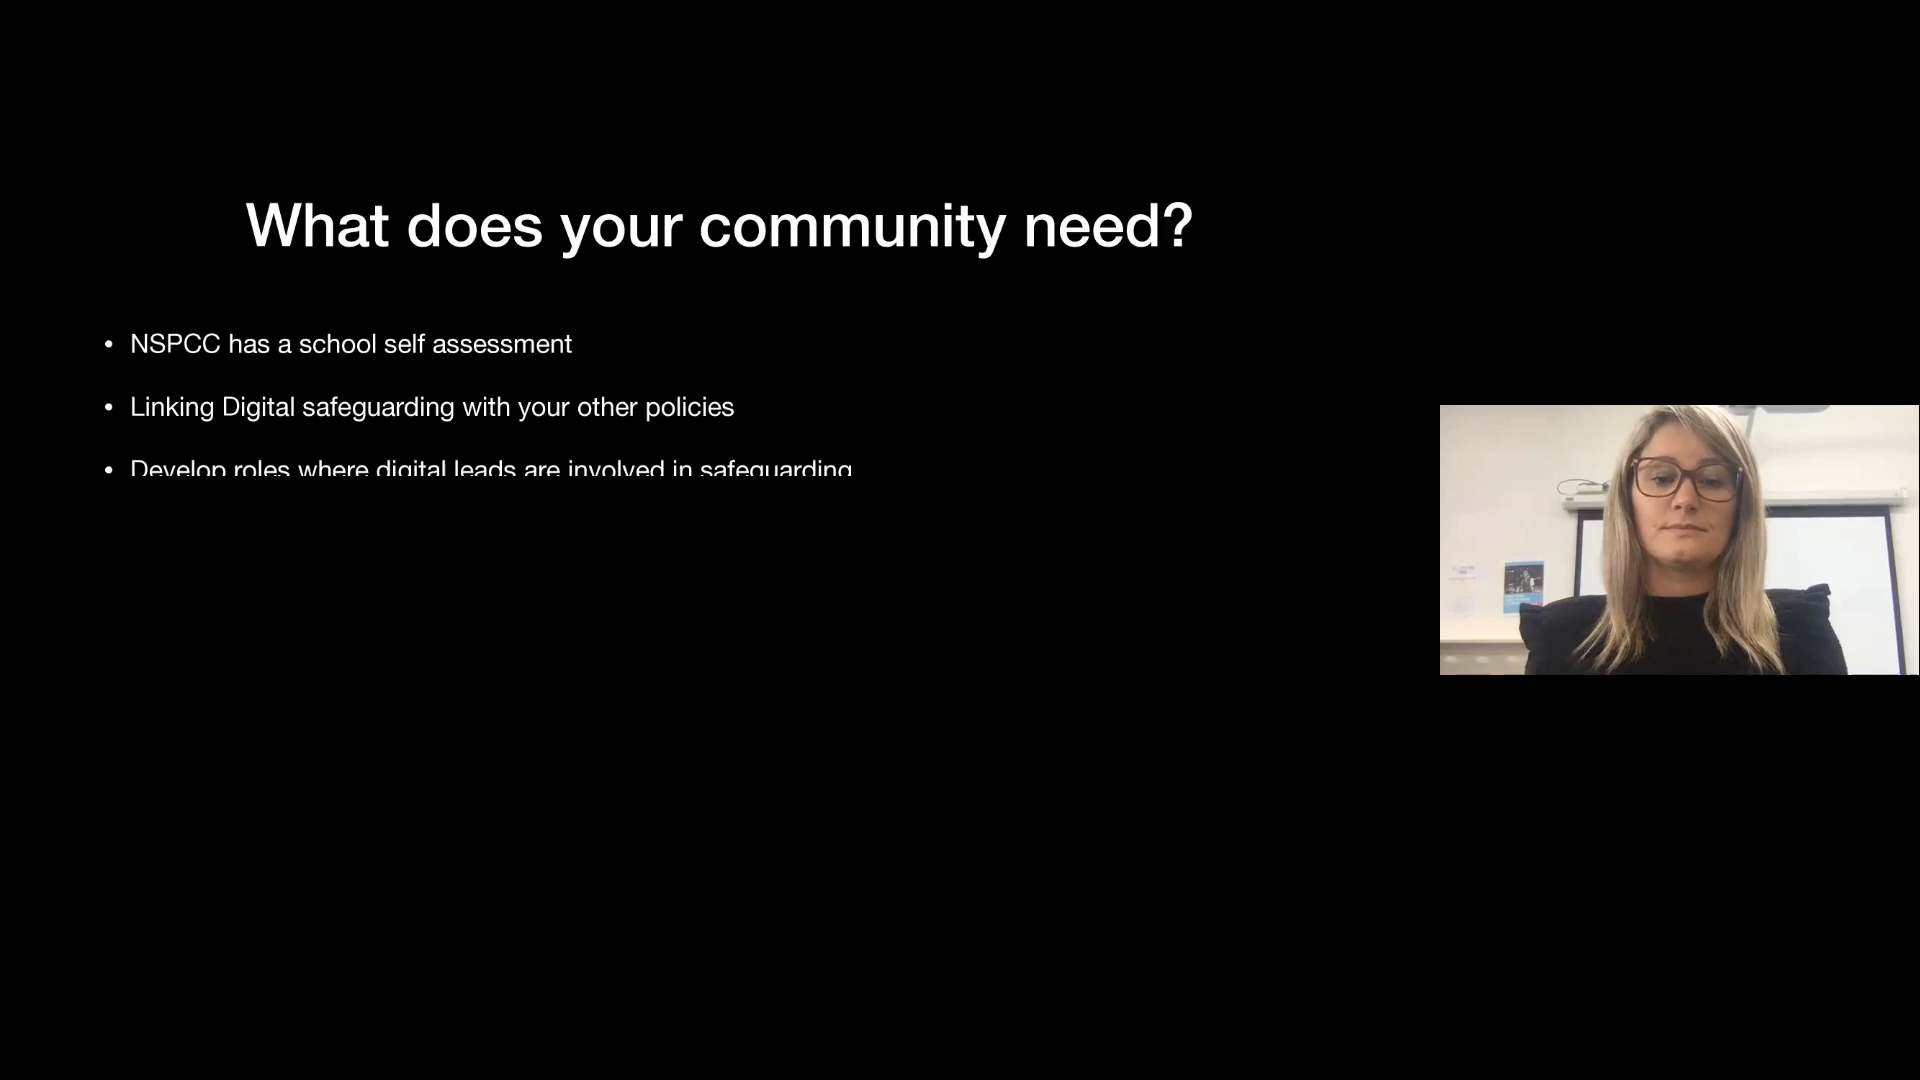 What does your community need?
• NSPCC has a school self assessment
• Linking Digital safeguarding with your other policies
• Develop roles where digital leads are involved in safeguarding